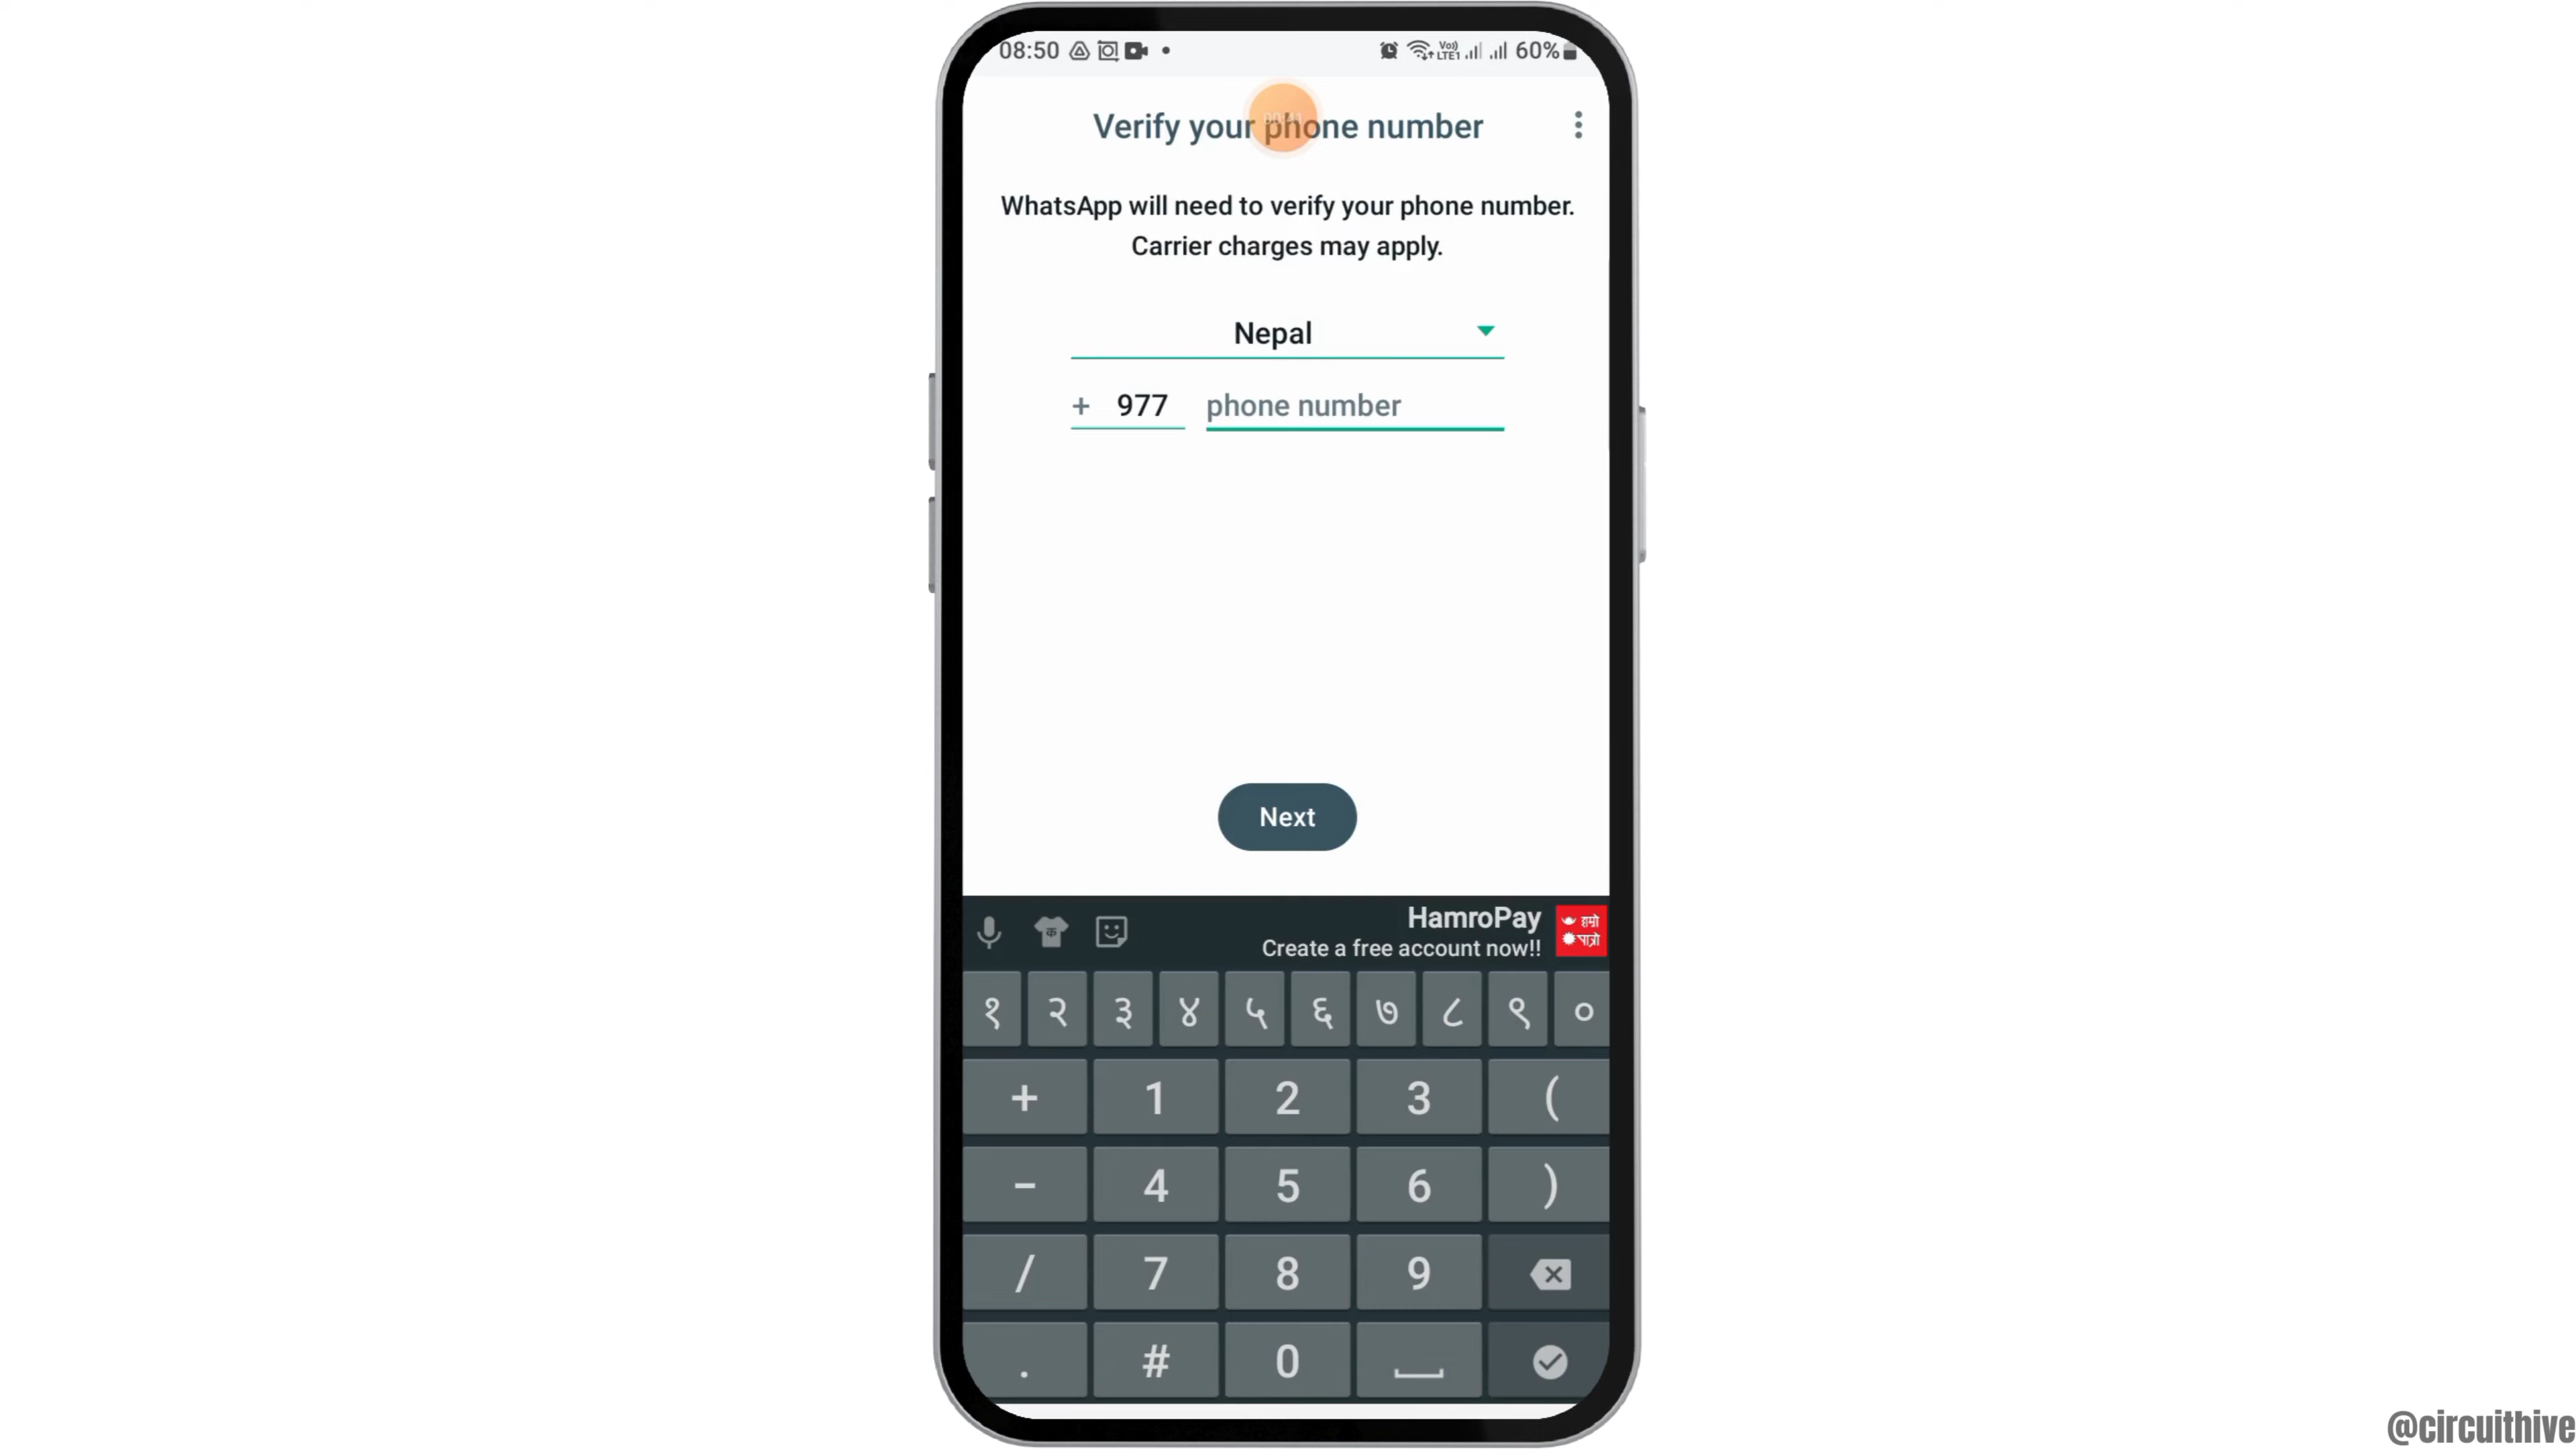 08:50 60%
Vo))
LTE1
Verify your phone number
WhatsApp will need to verify your phone number.
Carrier charges may apply.
Nepal
+ 977 phone number
Next
HamroPay
Create a free account now!!
हाम्रो
पात्रो
क
१ २ ३ ४ ५ ६ ७ ८ ९ ०
+ 1 2 3 (
- 4 5 6 )
/ 7 8 9
. # 0
@circuithive